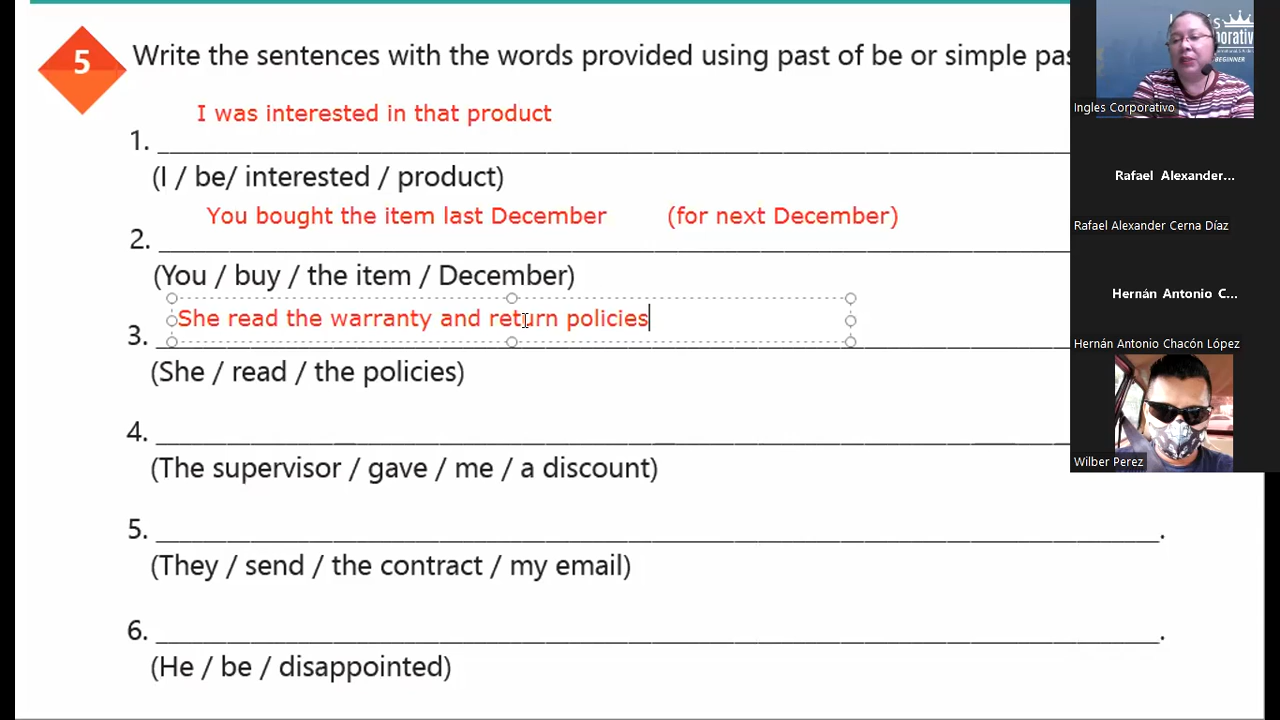 5
Write the sentences with the words provided using past of be or simple pas
I was interested in that product
1.
(I / be/ interested / product)
You bought the item last December (for next December)
2.
(You / buy / the item / December)
She read the warranty and return policies
3.
(She / read / the policies)
4.
(The supervisor / gave / me / a discount)
5.
(They / send / the contract / my email)
6.
(He / be / disappointed)
BEGINNER
Ingles Corporativo
Rafael Alexander...
Rafael Alexander Cerna Díaz
Hernán Antonio C...
Hernán Antonio Chacón López
Wilber Perez